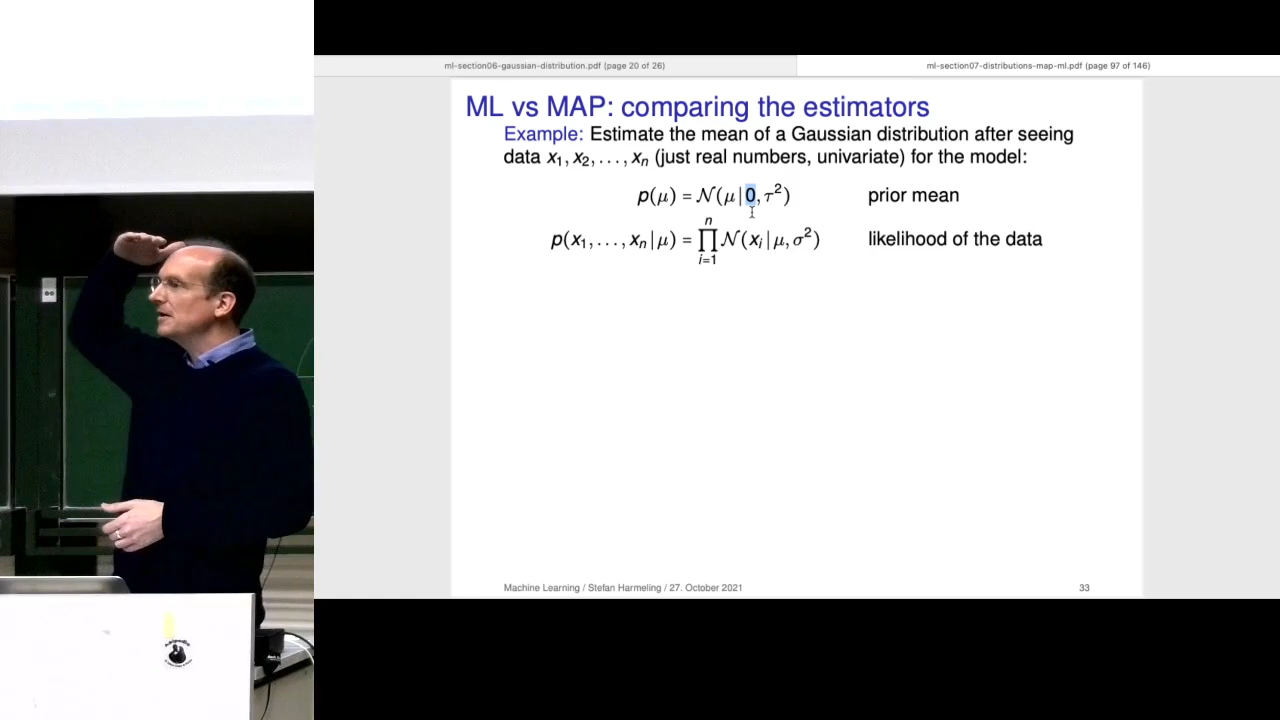 ml-section06-gaussian-distribution.pdf (page 20 of 26)
ml-section07-distributions-map-ml.pdf (page 97 of 146)
ML vs MAP: comparing the estimators
Example: Estimate the mean of a Gaussian distribution after seeing
data x₁, x₂, . . . , xₙ (just real numbers, univariate) for the model:
p(μ) = 𝒩(μ | 0, τ²) prior mean
p(x₁, . . . , xₙ | μ) = ∏ⁿᵢ₌₁ 𝒩(xᵢ | μ, σ²) likelihood of the data
Machine Learning / Stefan Harmeling / 27. October 2021
33